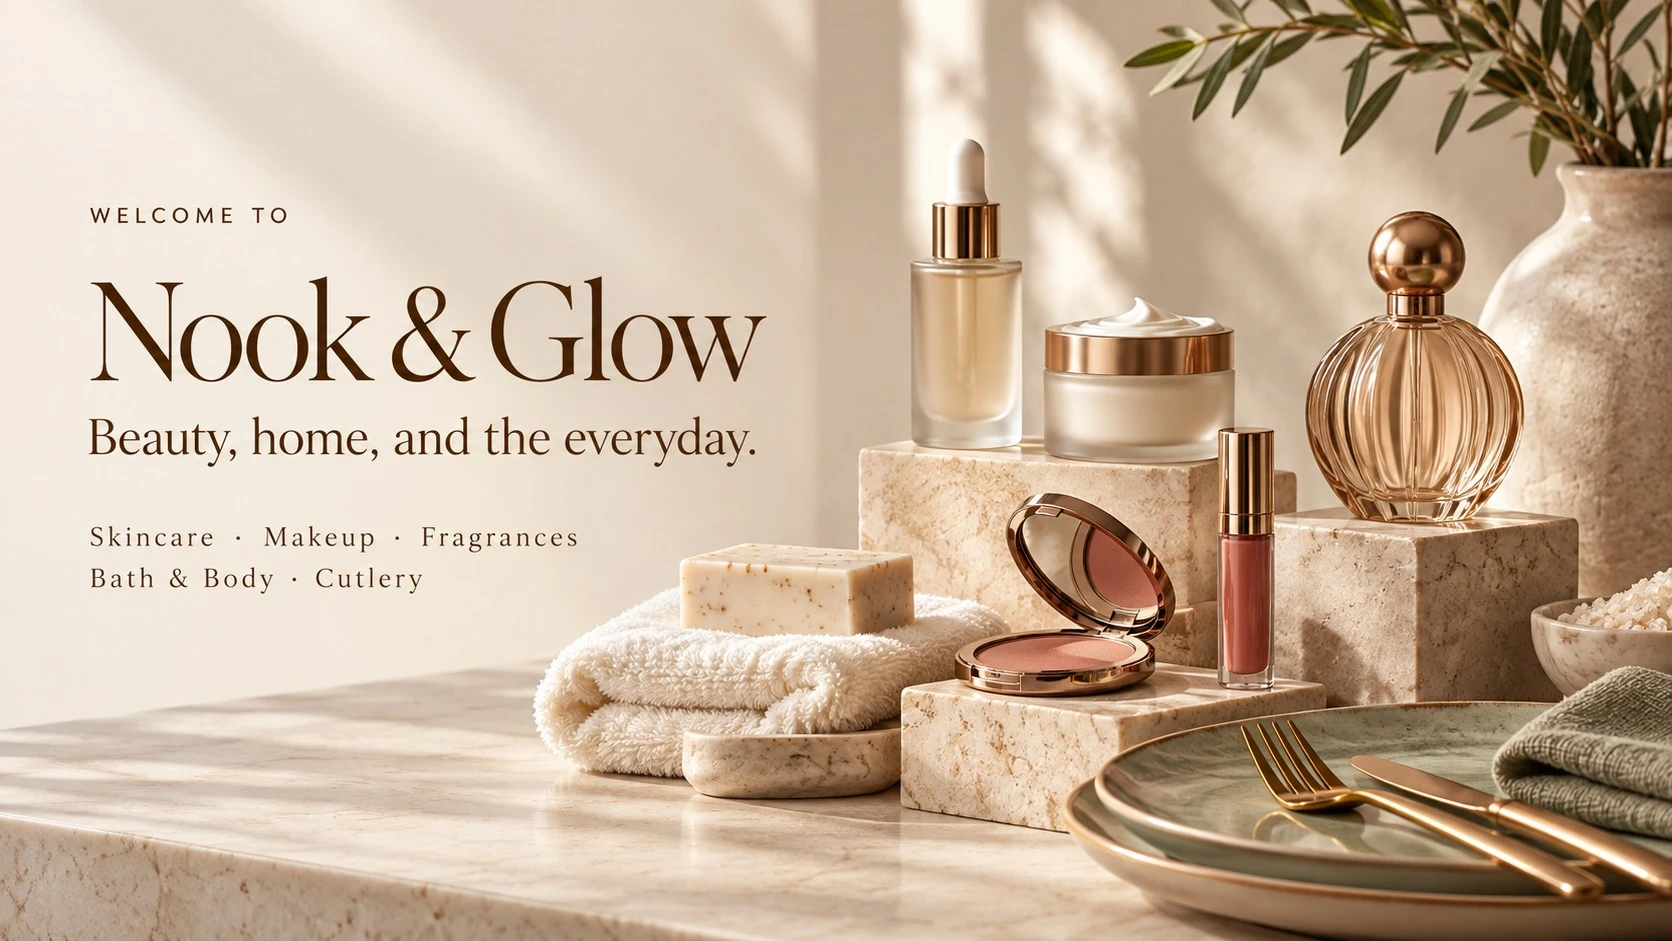 WELCOME TO
Nook & Glow
Beauty, home, and the everyday.
Skincare · Makeup · Fragrances
Bath & Body · Cutlery